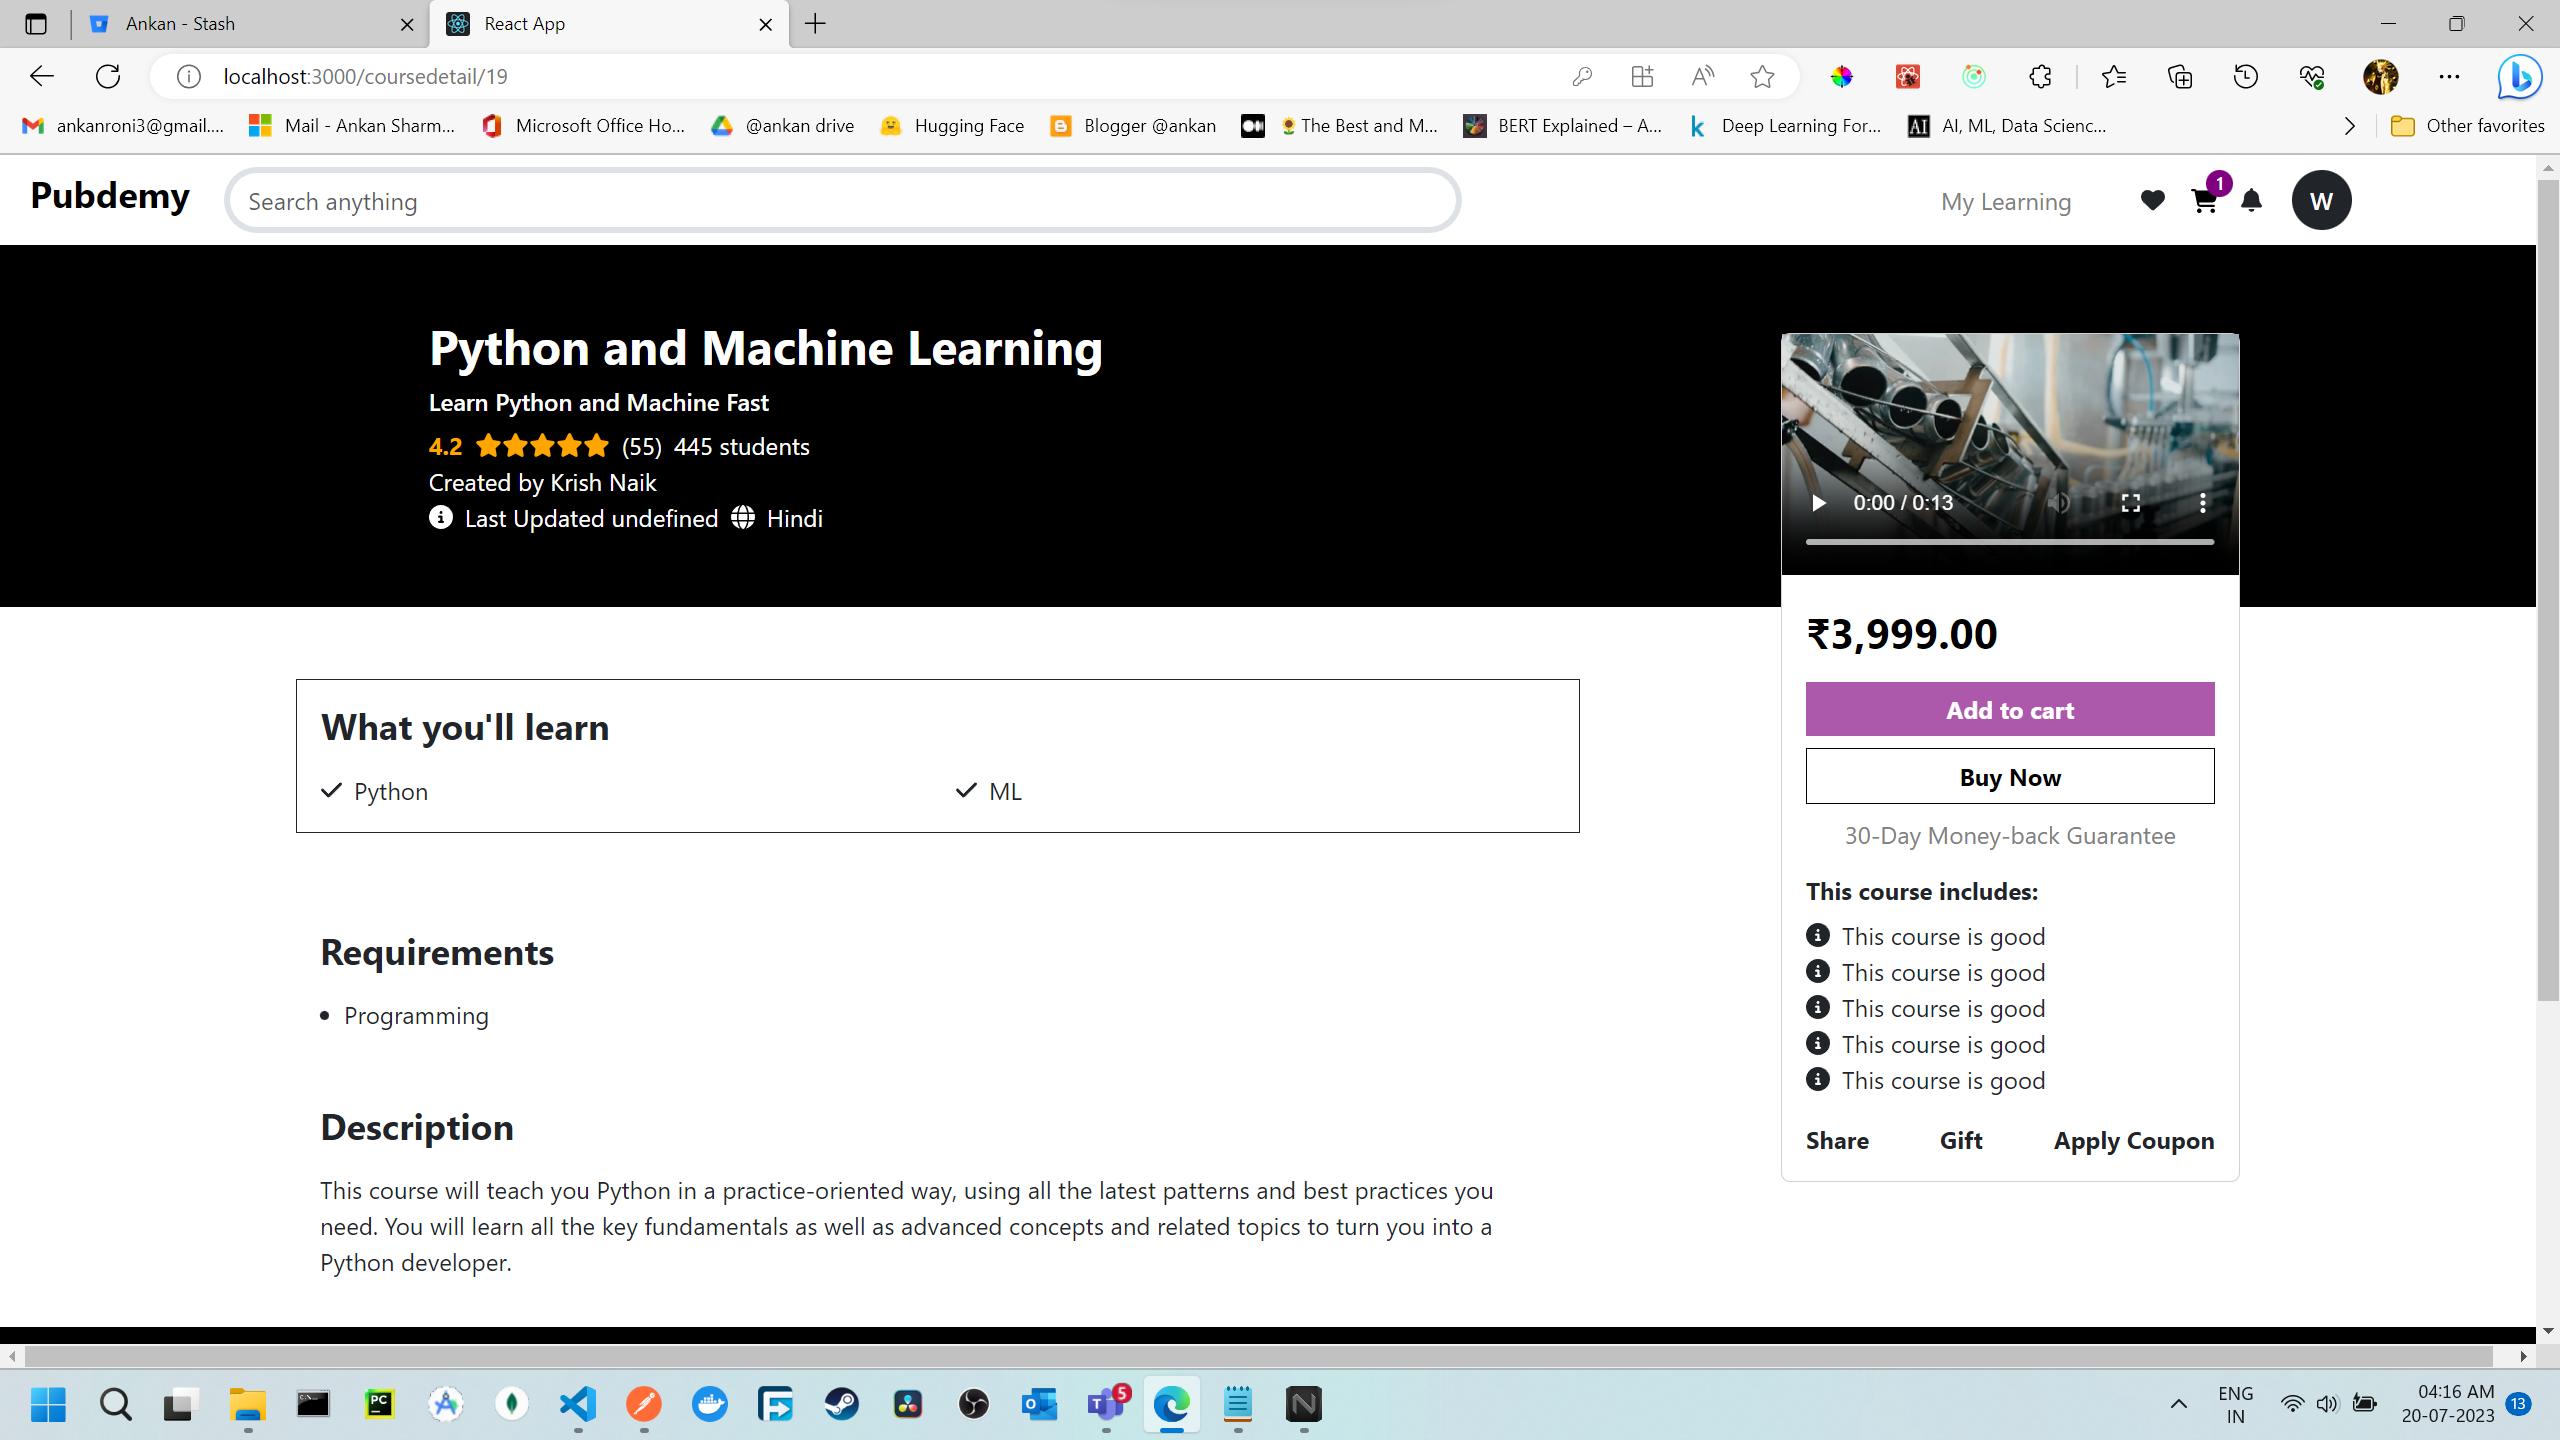 Ankan - Stash
React App
localhost:3000/coursedetail/19
ankanroni3@gmail....
Mail - Ankan Sharm...
Microsoft Office Ho...
@ankan drive
Hugging Face
Blogger @ankan
The Best and M...
BERT Explained – A...
Deep Learning For...
AI, ML, Data Scienc...
Other favorites
Pubdemy
Search anything
My Learning
1
W
Python and Machine Learning
Learn Python and Machine Fast
4.2 (55) 445 students
Created by Krish Naik
Last Updated undefined Hindi
0:00 / 0:13
₹3,999.00
Add to cart
Buy Now
30-Day Money-back Guarantee
This course includes:
This course is good
This course is good
This course is good
This course is good
This course is good
Share Gift Apply Coupon
What you'll learn
Python ML
Requirements
Programming
Description
This course will teach you Python in a practice-oriented way, using all the latest patterns and best practices you
need. You will learn all the key fundamentals as well as advanced concepts and related topics to turn you into a
Python developer.
5
ENG
IN
04:16 AM
20-07-2023
13